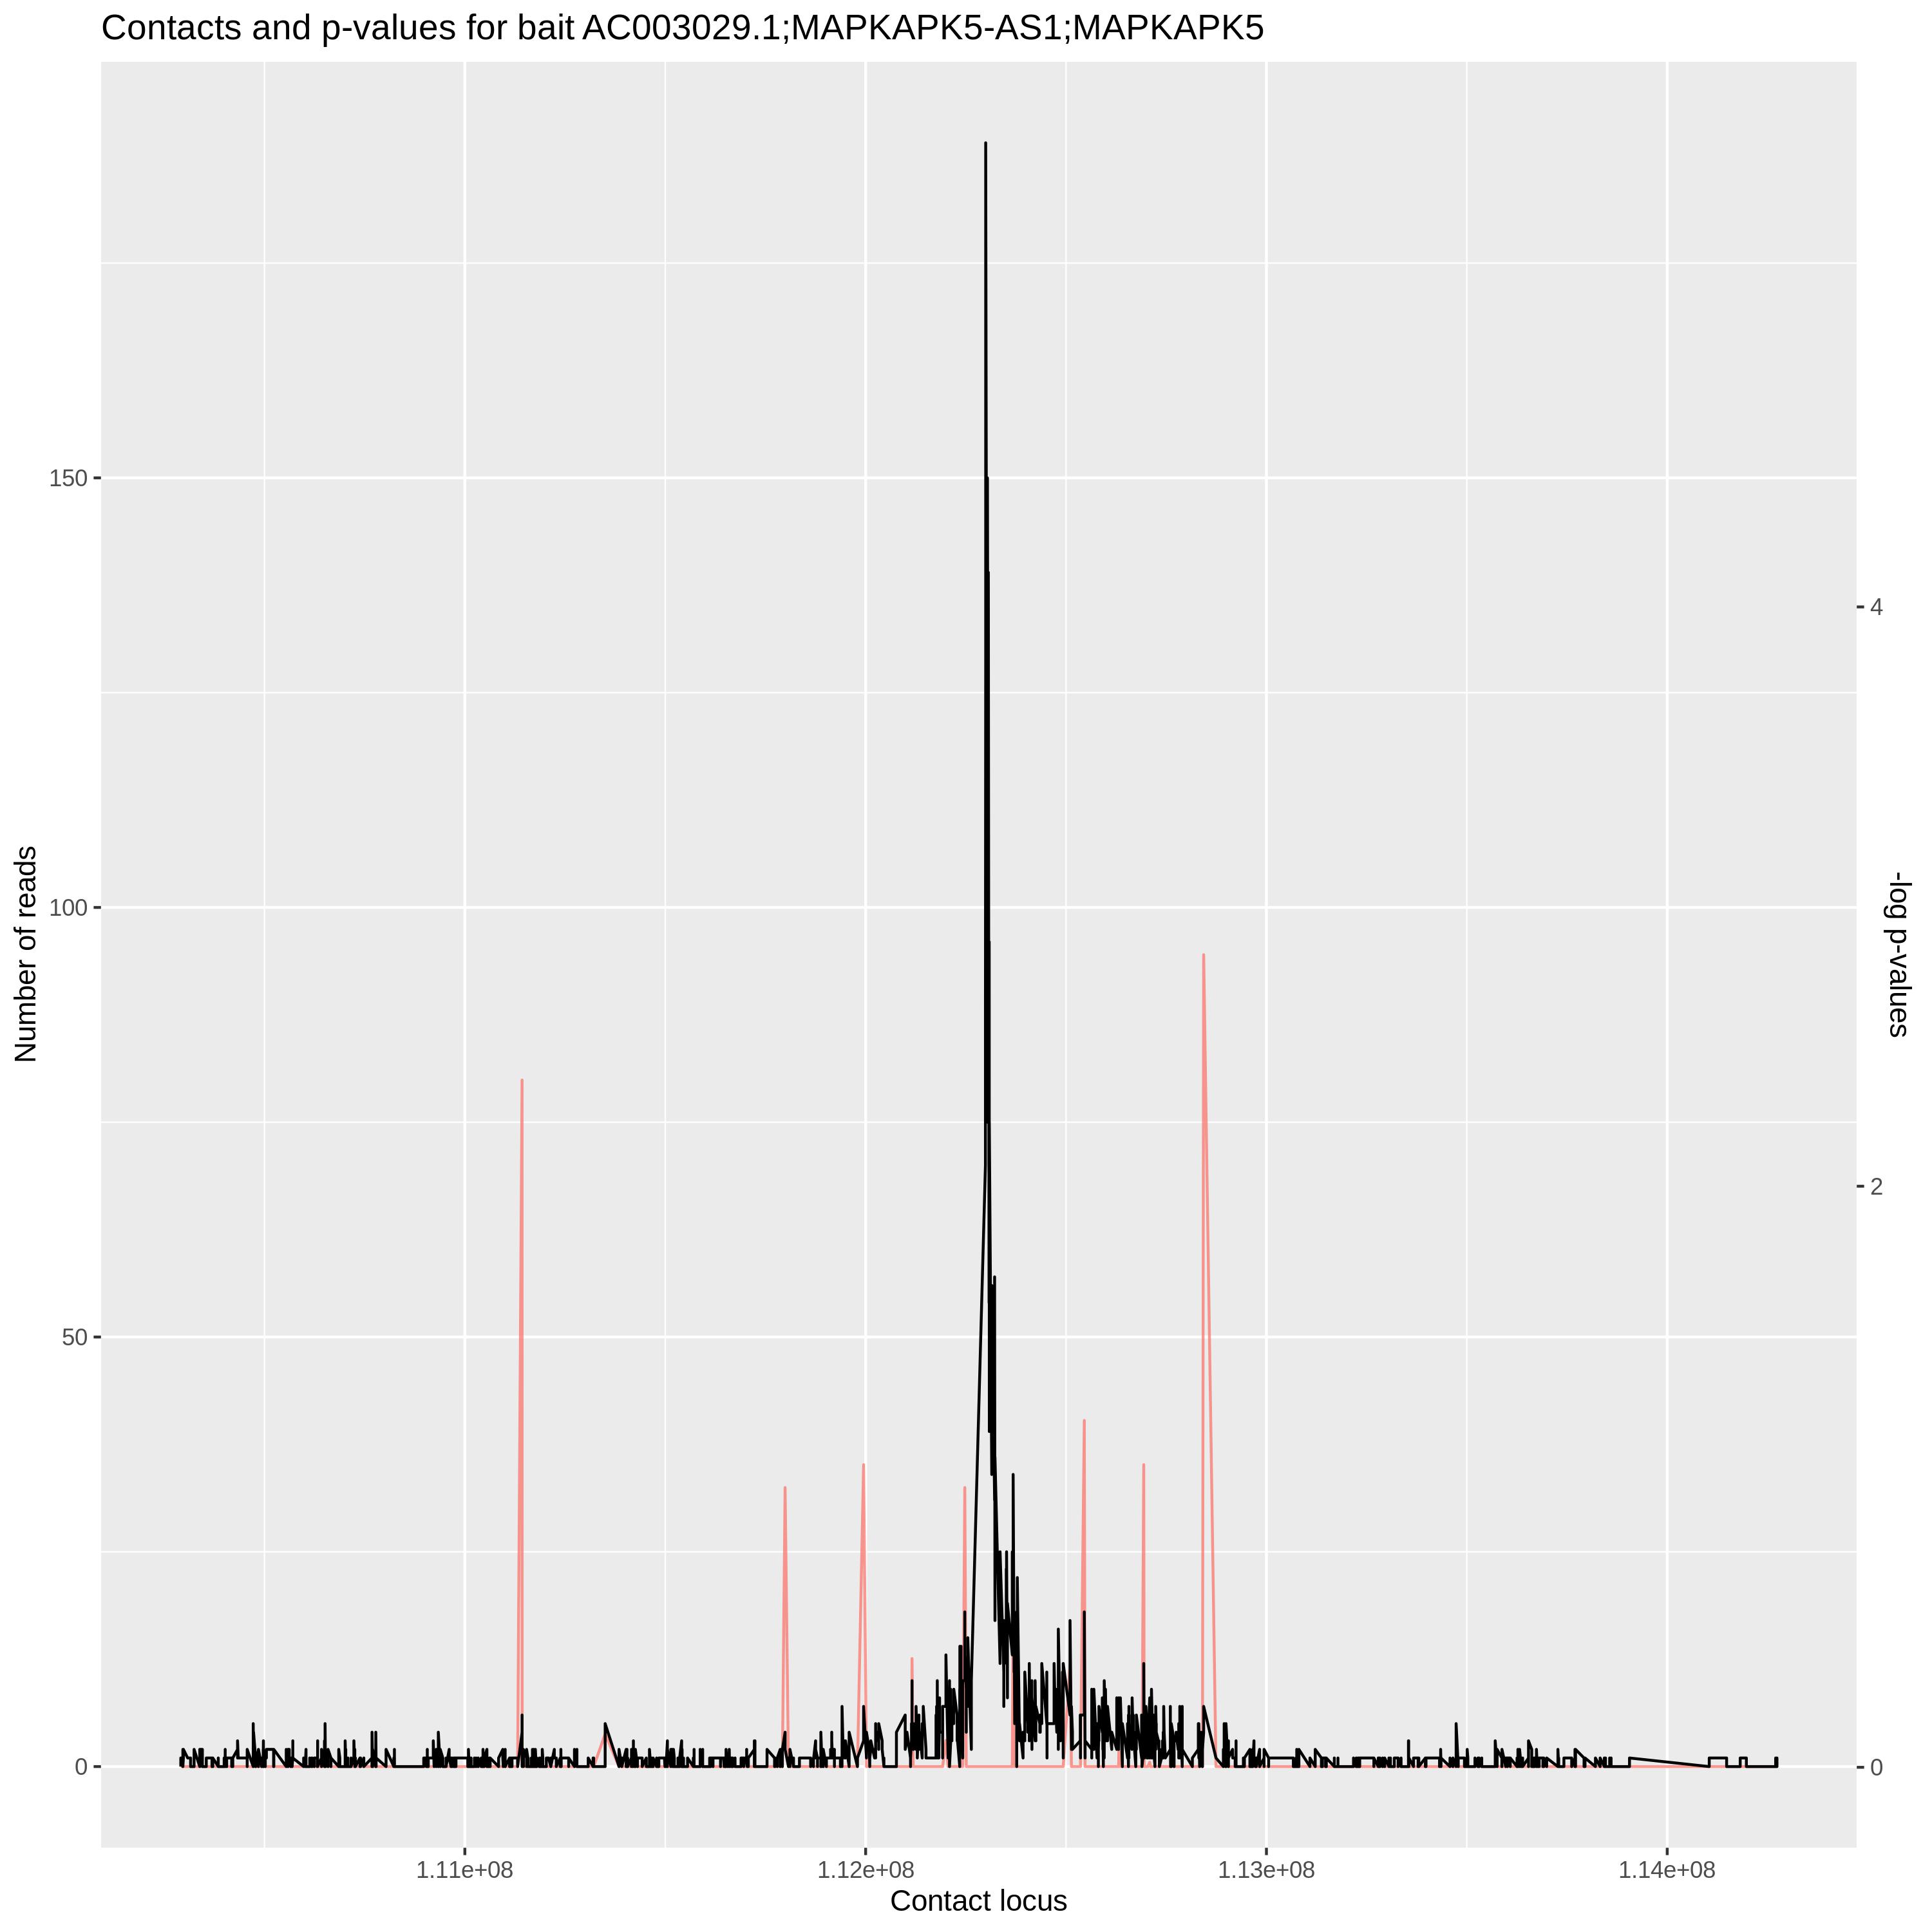 Contacts and p-values for bait AC003029.1;MAPKAPK5-AS1;MAPKAPK5
Number of reads
150
100
50
0
4
2
0
-log p-values
1.11e+08 1.12e+08 1.13e+08 1.14e+08
Contact locus